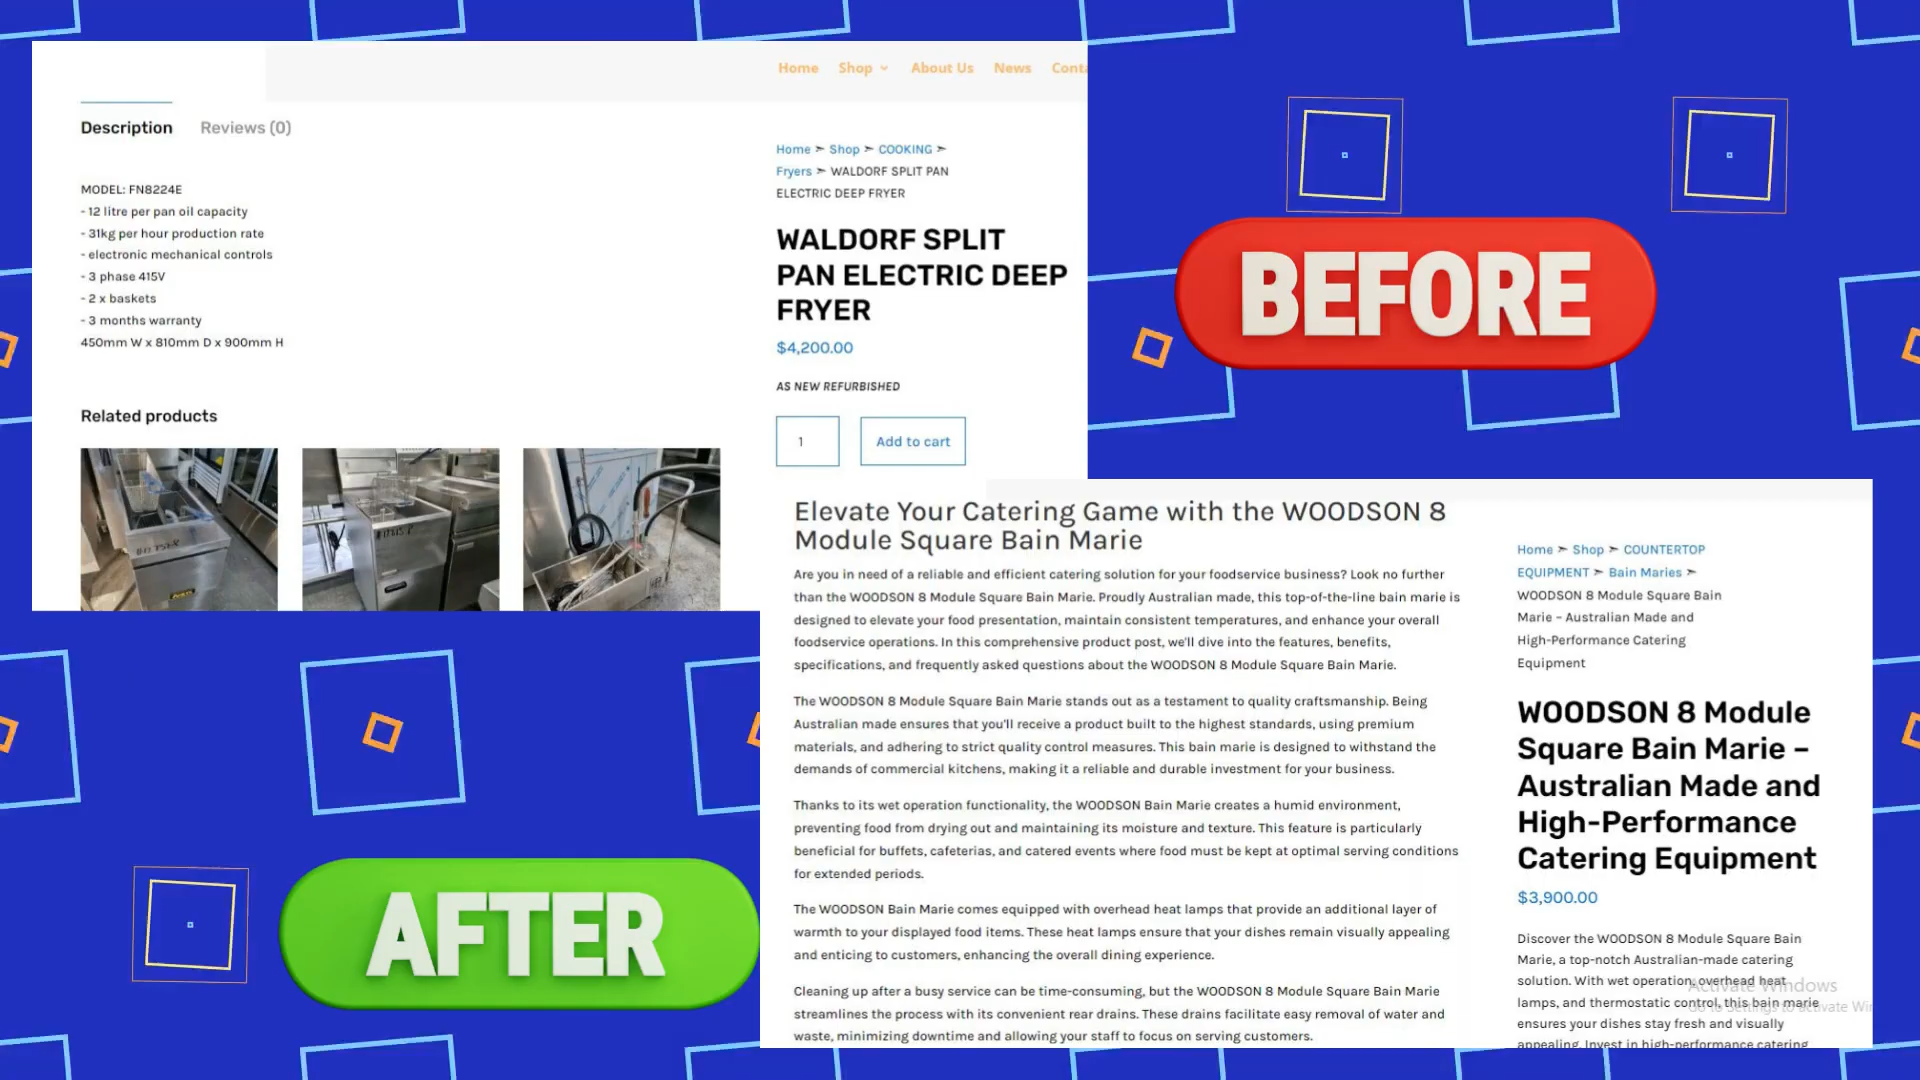 Home Shop About Us News Conta
Description Reviews (0)
MODEL: FN8224E
- 12 litre per pan oil capacity
- 31kg per hour production rate
- electronic mechanical controls
- 3 phase 415V
- 2 x baskets
- 3 months warranty
450mm W x 810mm D x 900mm H
Related products
Home ➣ Shop ➣ COOKING ➣
Fryers ➣ WALDORF SPLIT PAN
ELECTRIC DEEP FRYER
WALDORF SPLIT
PAN ELECTRIC DEEP
FRYER
$4,200.00
AS NEW REFURBISHED
1 Add to cart
BEFORE
AFTER
Elevate Your Catering Game with the WOODSON 8
Module Square Bain Marie
Are you in need of a reliable and efficient catering solution for your foodservice business? Look no further
than the WOODSON 8 Module Square Bain Marie. Proudly Australian made, this top-of-the-line bain marie is
designed to elevate your food presentation, maintain consistent temperatures, and enhance your overall
foodservice operations. In this comprehensive product post, we'll dive into the features, benefits,
specifications, and frequently asked questions about the WOODSON 8 Module Square Bain Marie.
The WOODSON 8 Module Square Bain Marie stands out as a testament to quality craftsmanship. Being
Australian made ensures that you'll receive a product built to the highest standards, using premium
materials, and adhering to strict quality control measures. This bain marie is designed to withstand the
demands of commercial kitchens, making it a reliable and durable investment for your business.
Thanks to its wet operation functionality, the WOODSON Bain Marie creates a humid environment,
preventing food from drying out and maintaining its moisture and texture. This feature is particularly
beneficial for buffets, cafeterias, and catered events where food must be kept at optimal serving conditions
for extended periods.
The WOODSON Bain Marie comes equipped with overhead heat lamps that provide an additional layer of
warmth to your displayed food items. These heat lamps ensure that your dishes remain visually appealing
and enticing to customers, enhancing the overall dining experience.
Cleaning up after a busy service can be time-consuming, but the WOODSON 8 Module Square Bain Marie
streamlines the process with its convenient rear drains. These drains facilitate easy removal of water and
waste, minimizing downtime and allowing your staff to focus on serving customers.
Home ➣ Shop ➣ COUNTERTOP
EQUIPMENT ➣ Bain Maries ➣
WOODSON 8 Module Square Bain
Marie – Australian Made and
High-Performance Catering
Equipment
WOODSON 8 Module
Square Bain Marie –
Australian Made and
High-Performance
Catering Equipment
$3,900.00
Discover the WOODSON 8 Module Square Bain
Marie, a top-notch Australian-made catering
solution. With wet operation, overhead heat
lamps, and thermostatic control, this bain marie
ensures your dishes stay fresh and visually
appealing. Invest in high-performance catering
Activate Windows
Go to Settings to activate Wi